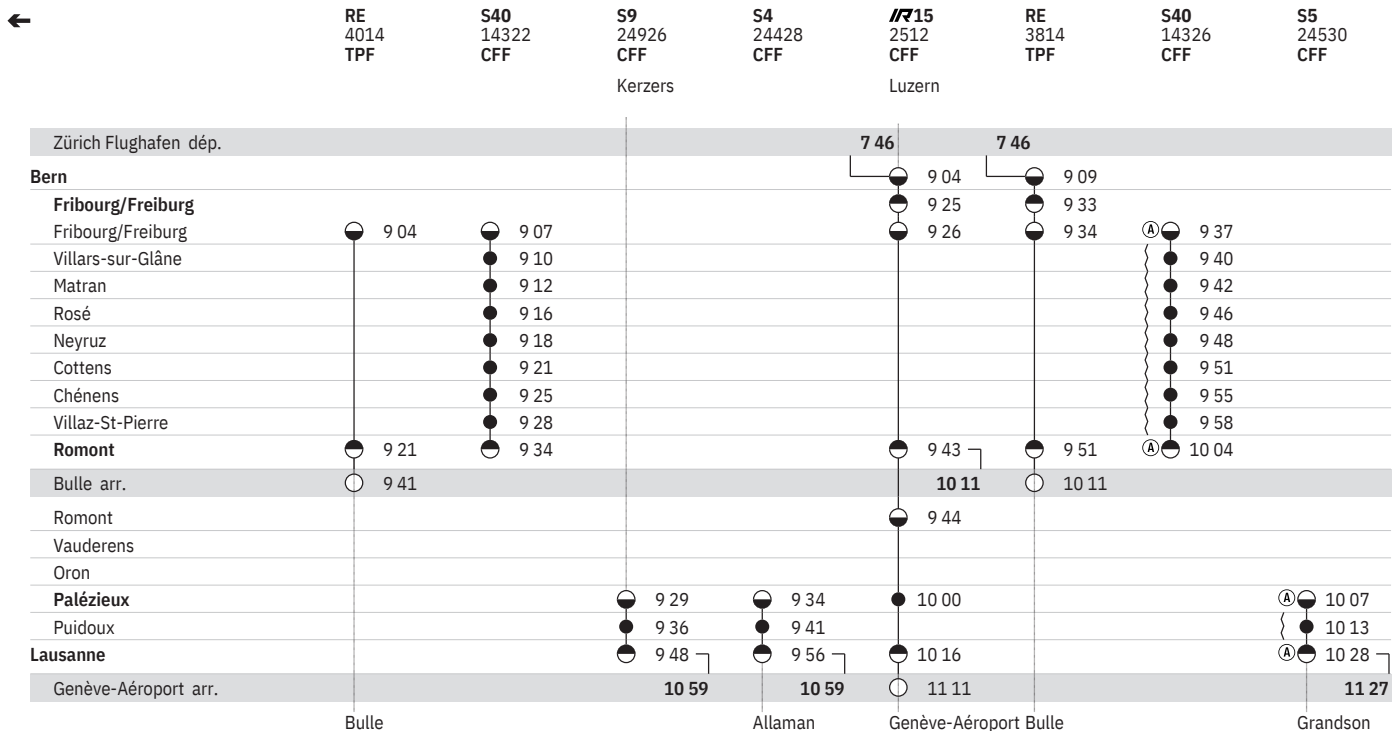 RE S40 S9 S4 IR15 RE S40 S5
4014 14322 24926 24428 2512 3814 14326 24530
TPF CFF CFF CFF CFF TPF CFF CFF
Kerzers Luzern
Zürich Flughafen dép. 7 46 7 46
Bern 9 04 9 09
Fribourg/Freiburg 9 25 9 33
Fribourg/Freiburg 9 04 9 07 9 26 9 34 A 9 37
Villars-sur-Glâne 9 10 9 40
Matran 9 12 9 42
Rosé 9 16 9 46
Neyruz 9 18 9 48
Cottens 9 21 9 51
Chénens 9 25 9 55
Villaz-St-Pierre 9 28 9 58
Romont 9 21 9 34 9 43 9 51 A 10 04
Bulle arr. 9 41 10 11 10 11
Romont 9 44
Vauderens
Oron
Palézieux 9 29 9 34 10 00 A 10 07
Puidoux 9 36 9 41 10 13
Lausanne 9 48 9 56 10 16 A 10 28
Genève-Aéroport arr. 10 59 10 59 11 11 11 27
Bulle Allaman Genève-Aéroport Bulle Grandson